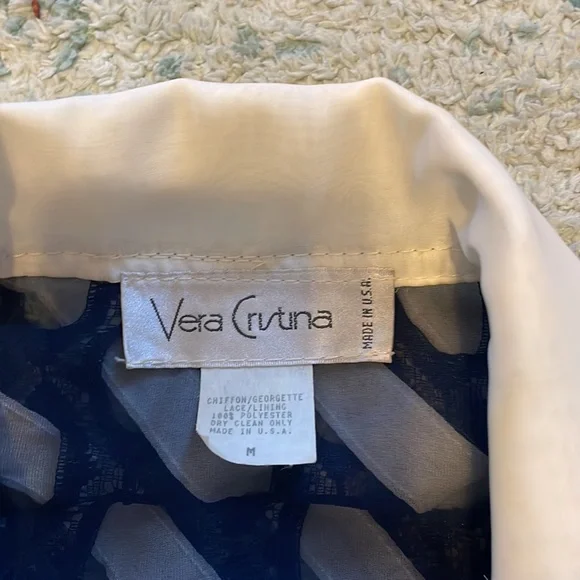 Vera Cristina
MADE IN U.S.A.
CHIFFON/GEORGETTE
LACE/LINING
100% POLYESTER
DRY CLEAN ONLY
MADE IN U.S.A.
M